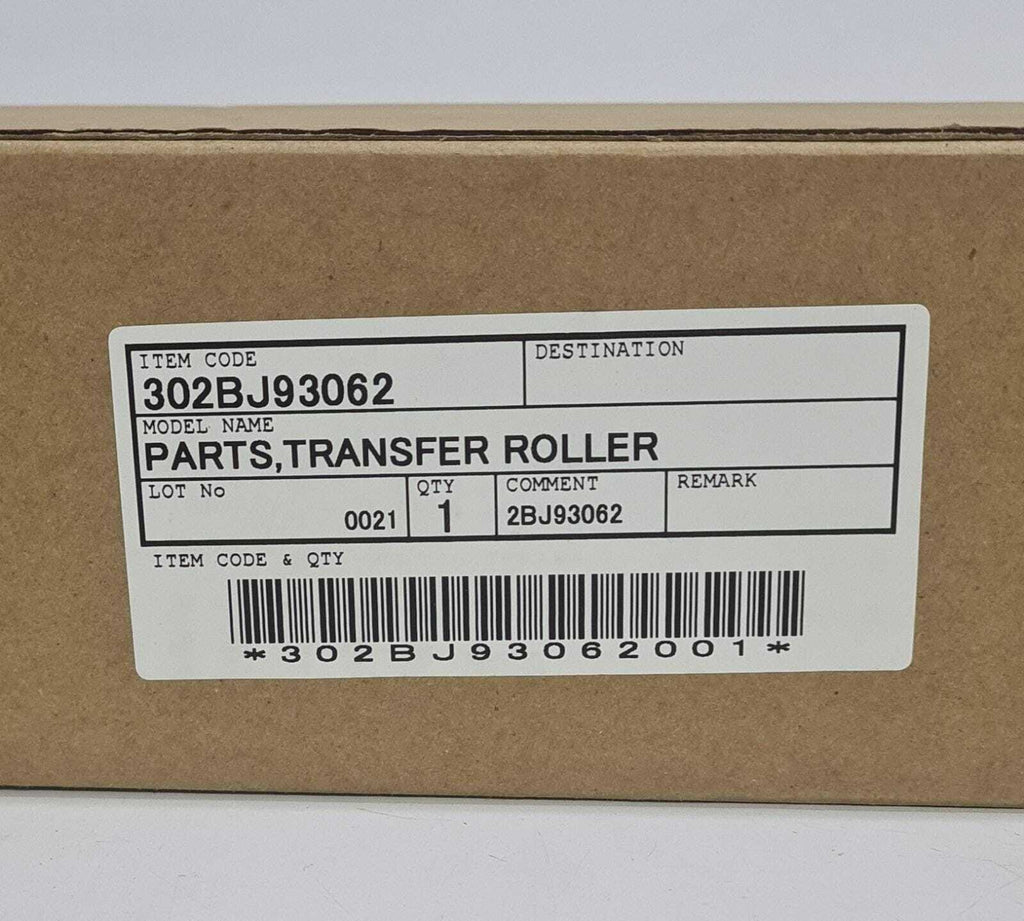 ITEM CODE
302BJ93062
DESTINATION
MODEL NAME
PARTS,TRANSFER ROLLER
LOT No
0021
QTY
1
COMMENT
2BJ93062
REMARK
ITEM CODE & QTY
*302BJ93062001*